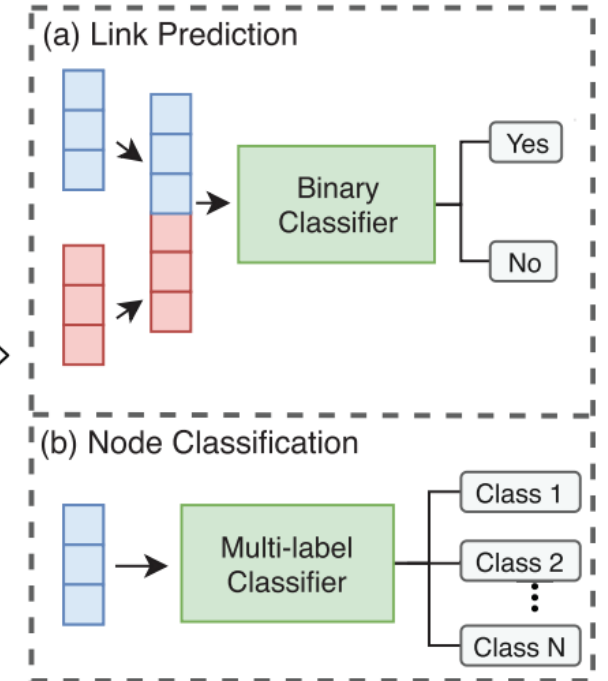 (a) Link Prediction
Binary
Classifier
Yes
No
(b) Node Classification
Multi-label
Classifier
Class 1
Class 2
Class N